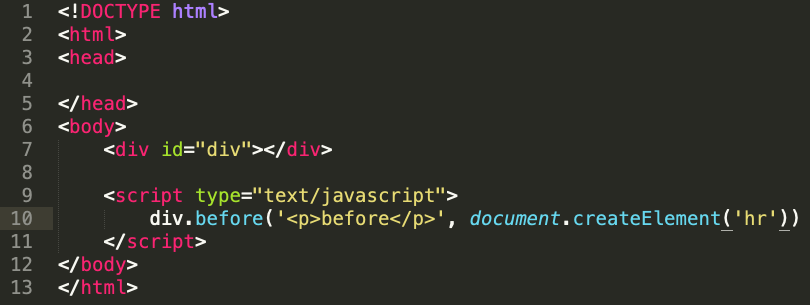 1 <!DOCTYPE html>
2 <html>
3 <head>
4
5 </head>
6 <body>
7 <div id="div"></div>
8
9 <script type="text/javascript">
10 div.before('<p>before</p>', document.createElement('hr'))
11 </script>
12 </body>
13 </html>